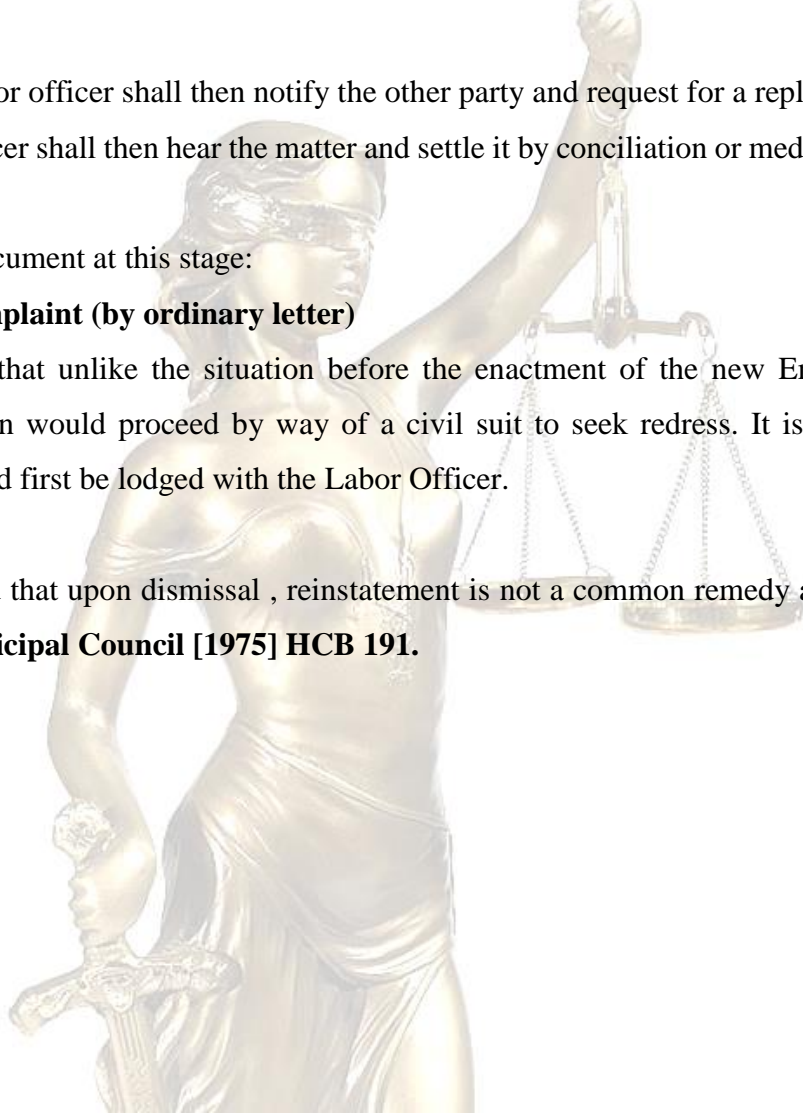 or officer shall then notify the other party and request for a repl
cer shall then hear the matter and settle it by conciliation or med
cument at this stage:
plaint (by ordinary letter)
that unlike the situation before the enactment of the new
n would proceed by way of a civil suit to seek redress. It is
d first be lodged with the Labor Officer.
that upon dismissal , reinstatement is not a common remedy
icipal Council [1975] HCB 191.